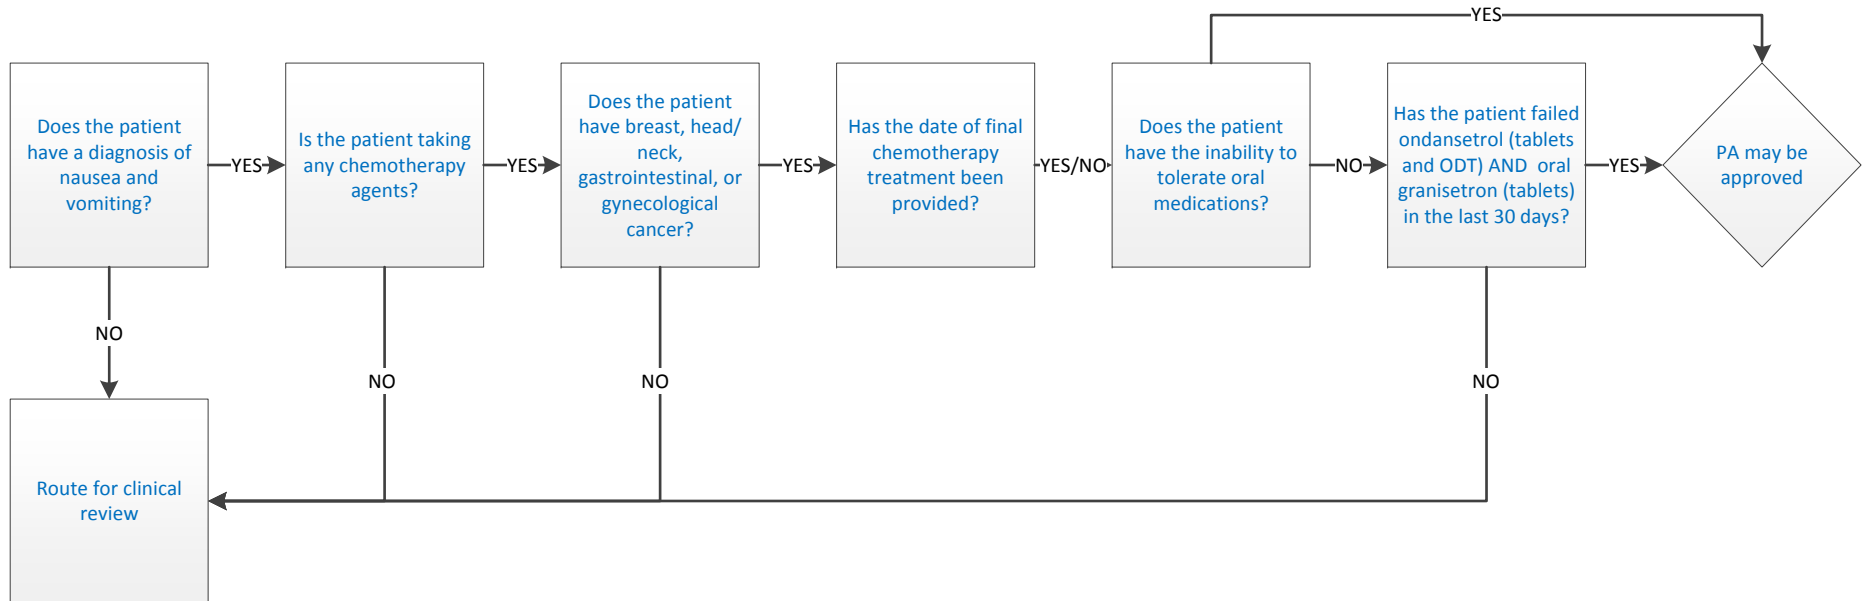 YES
Does the patient
have a diagnosis of
nausea and
vomiting?
YES
Is the patient taking
any chemotherapy
agents?
YES
Does the patient
have breast, head/
neck,
gastrointestinal, or
gynecological
cancer?
YES
Has the date of final
chemotherapy
treatment been
provided?
YES/NO
Does the patient
have the inability to
tolerate oral
medications?
NO
Has the patient failed
ondansetrol (tablets
and ODT) AND oral
granisetron (tablets)
in the last 30 days?
YES
PA may be
approved
NO
NO
NO
NO
Route for clinical
review